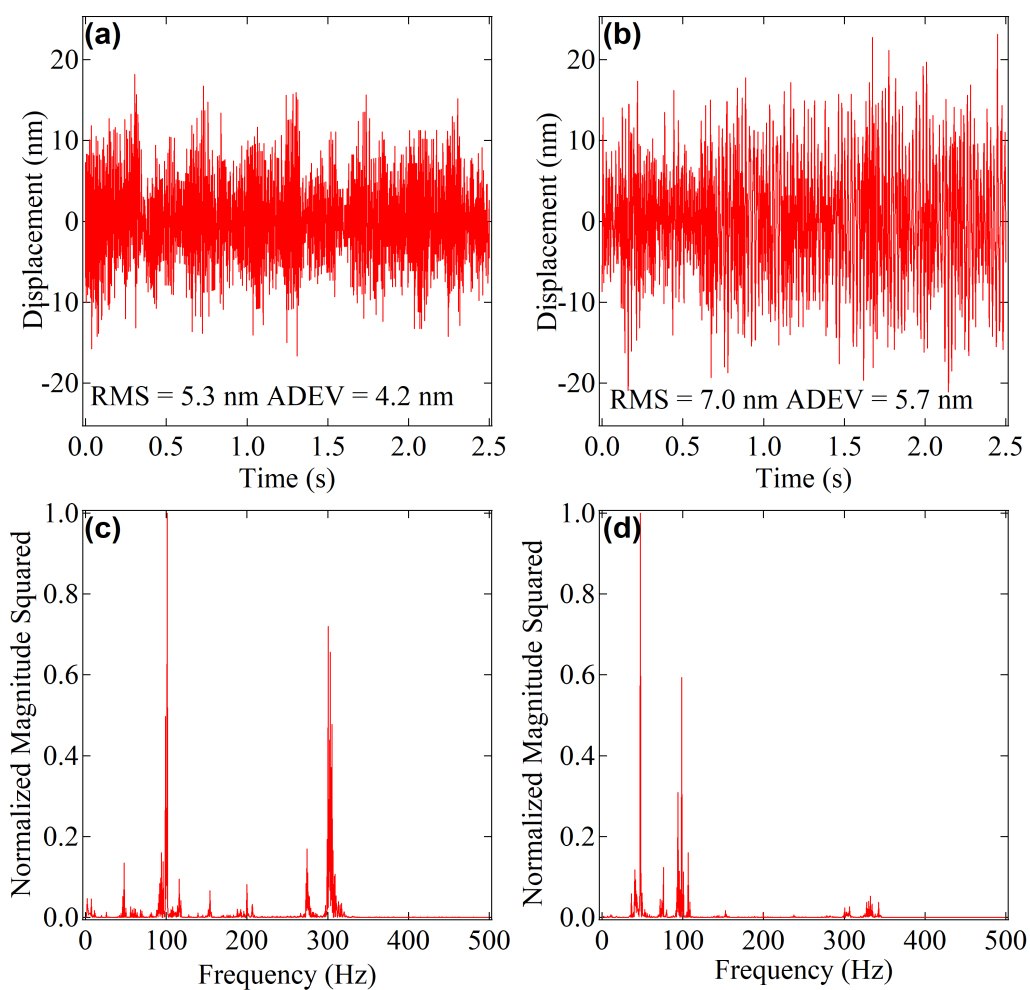 (a)
20
10
0
-10
-20
Displacement (nm)
RMS = 5.3 nm ADEV = 4.2 nm
0.0 0.5 1.0 1.5 2.0 2.5
Time (s)
(b)
20
10
0
-10
-20
Displacement (nm)
RMS = 7.0 nm ADEV = 5.7 nm
0.0 0.5 1.0 1.5 2.0 2.5
Time (s)
(c)
1.0
0.8
0.6
0.4
0.2
0.0
Normalized Magnitude Squared
0 100 200 300 400 500
Frequency (Hz)
(d)
1.0
0.8
0.6
0.4
0.2
0.0
Normalized Magnitude Squared
0 100 200 300 400 500
Frequency (Hz)